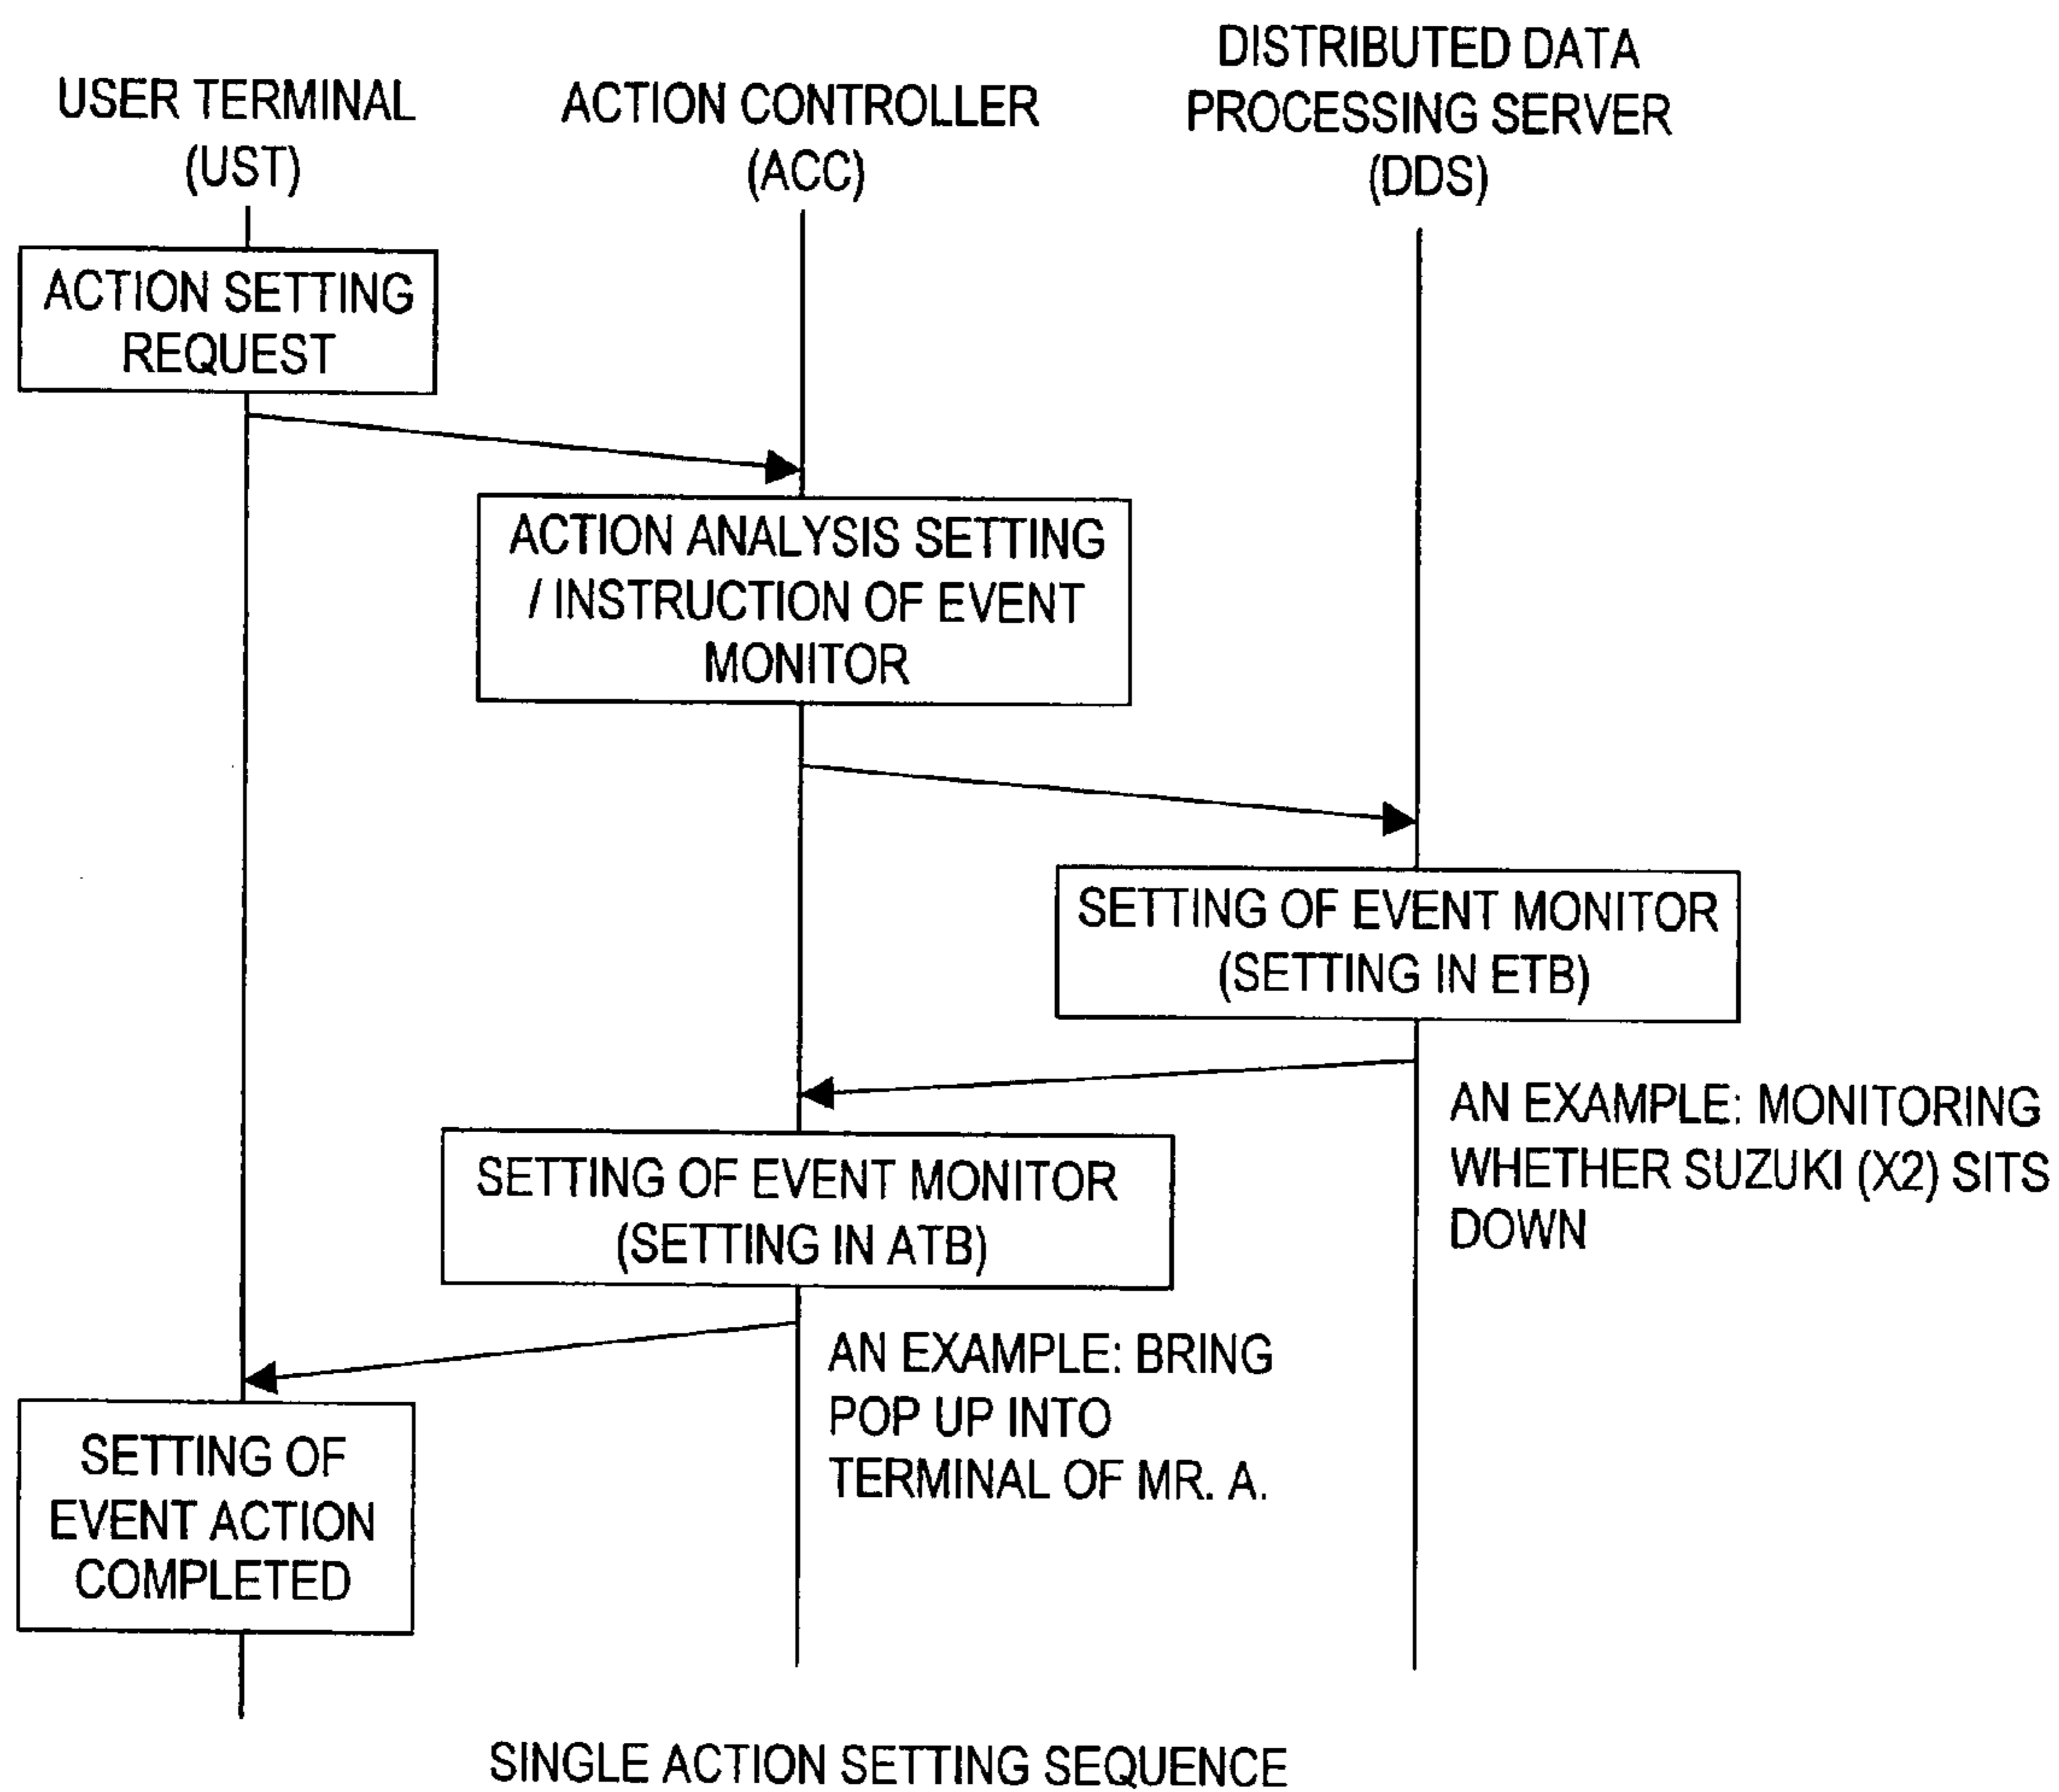 USER TERMINAL
(UST)
ACTION CONTROLLER
(ACC)
DISTRIBUTED DATA
PROCESSING SERVER
(DDS)
ACTION SETTING
REQUEST
ACTION ANALYSIS SETTING
/ INSTRUCTION OF EVENT
MONITOR
SETTING OF EVENT MONITOR
(SETTING IN ETB)
AN EXAMPLE: MONITORING
WHETHER SUZUKI (X2) SITS
DOWN
SETTING OF EVENT MONITOR
(SETTING IN ATB)
AN EXAMPLE: BRING
POP UP INTO
TERMINAL OF MR. A.
SETTING OF
EVENT ACTION
COMPLETED
SINGLE ACTION SETTING SEQUENCE